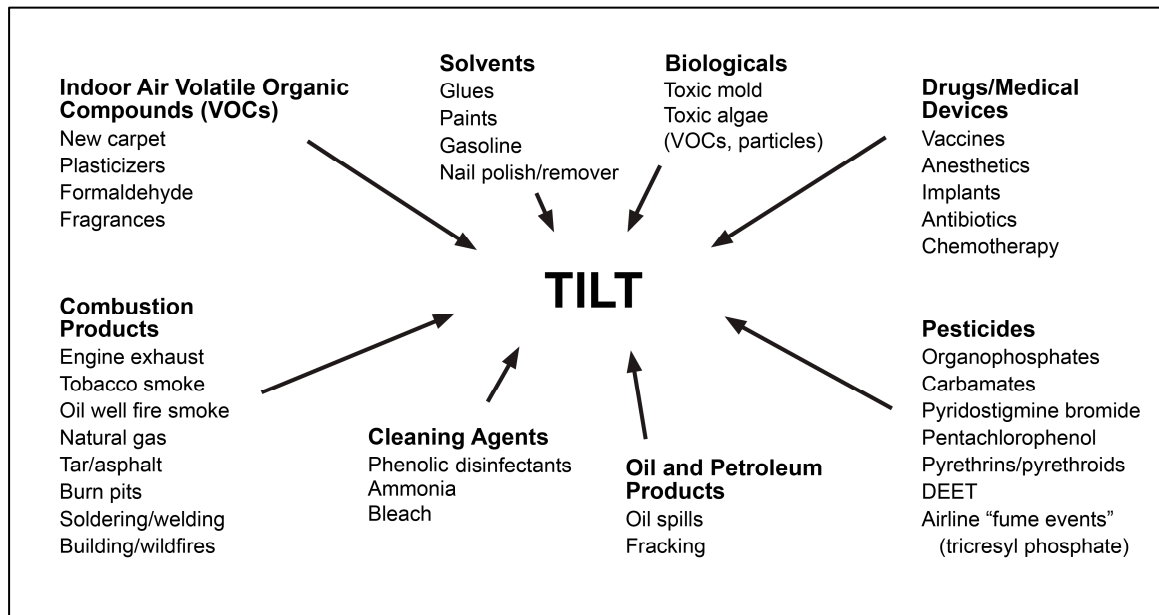 Indoor Air Volatile Organic
Compounds (VOCs)
New carpet
Plasticizers
Formaldehyde
Fragrances
Solvents
Glues
Paints
Gasoline
Nail polish/remover
Biologicals
Toxic mold
Toxic algae
(VOCs, particles)
Drugs/Medical
Devices
Vaccines
Anesthetics
Implants
Antibiotics
Chemotherapy
TILT
Combustion
Products
Engine exhaust
Tobacco smoke
Oil well fire smoke
Natural gas
Tar/asphalt
Burn pits
Soldering/welding
Building/wildfires
Cleaning Agents
Phenolic disinfectants
Ammonia
Bleach
Oil and Petroleum
Products
Oil spills
Fracking
Pesticides
Organophosphates
Carbamates
Pyridostigmine bromide
Pentachlorophenol
Pyrethrins/pyrethroids
DEET
Airline “fume events”
(tricresyl phosphate)